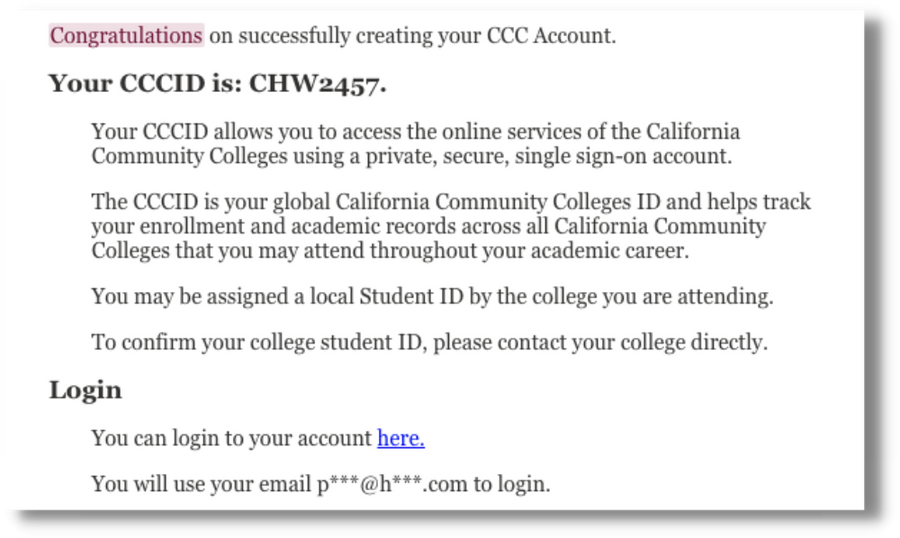 Congratulations on successfully creating your CCC Account.
Your CCCID is: CHW2457.
Your CCCID allows you to access the online services of the California
Community Colleges using a private, secure, single sign-on account.
The CCCID is your global California Community Colleges ID and helps track
your enrollment and academic records across all California Community
Colleges that you may attend throughout your academic career.
You may be assigned a local Student ID by the college you are attending.
To confirm your college student ID, please contact your college directly.
Login
You can login to your account here.
You will use your email p***@h***.com to login.